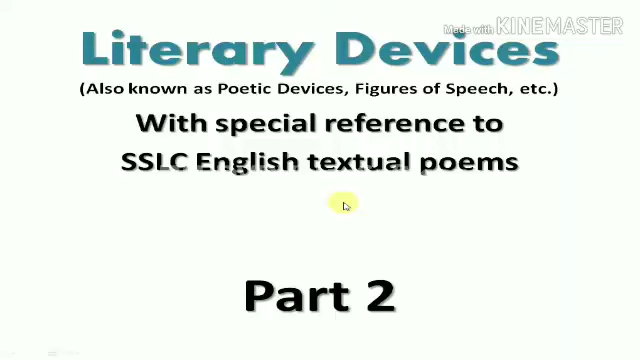 Made with KINEMASTER
Literary Devices
(Also known as Poetic Devices, Figures of Speech, etc.)
With special reference to
SSLC English textual poems
Part 2